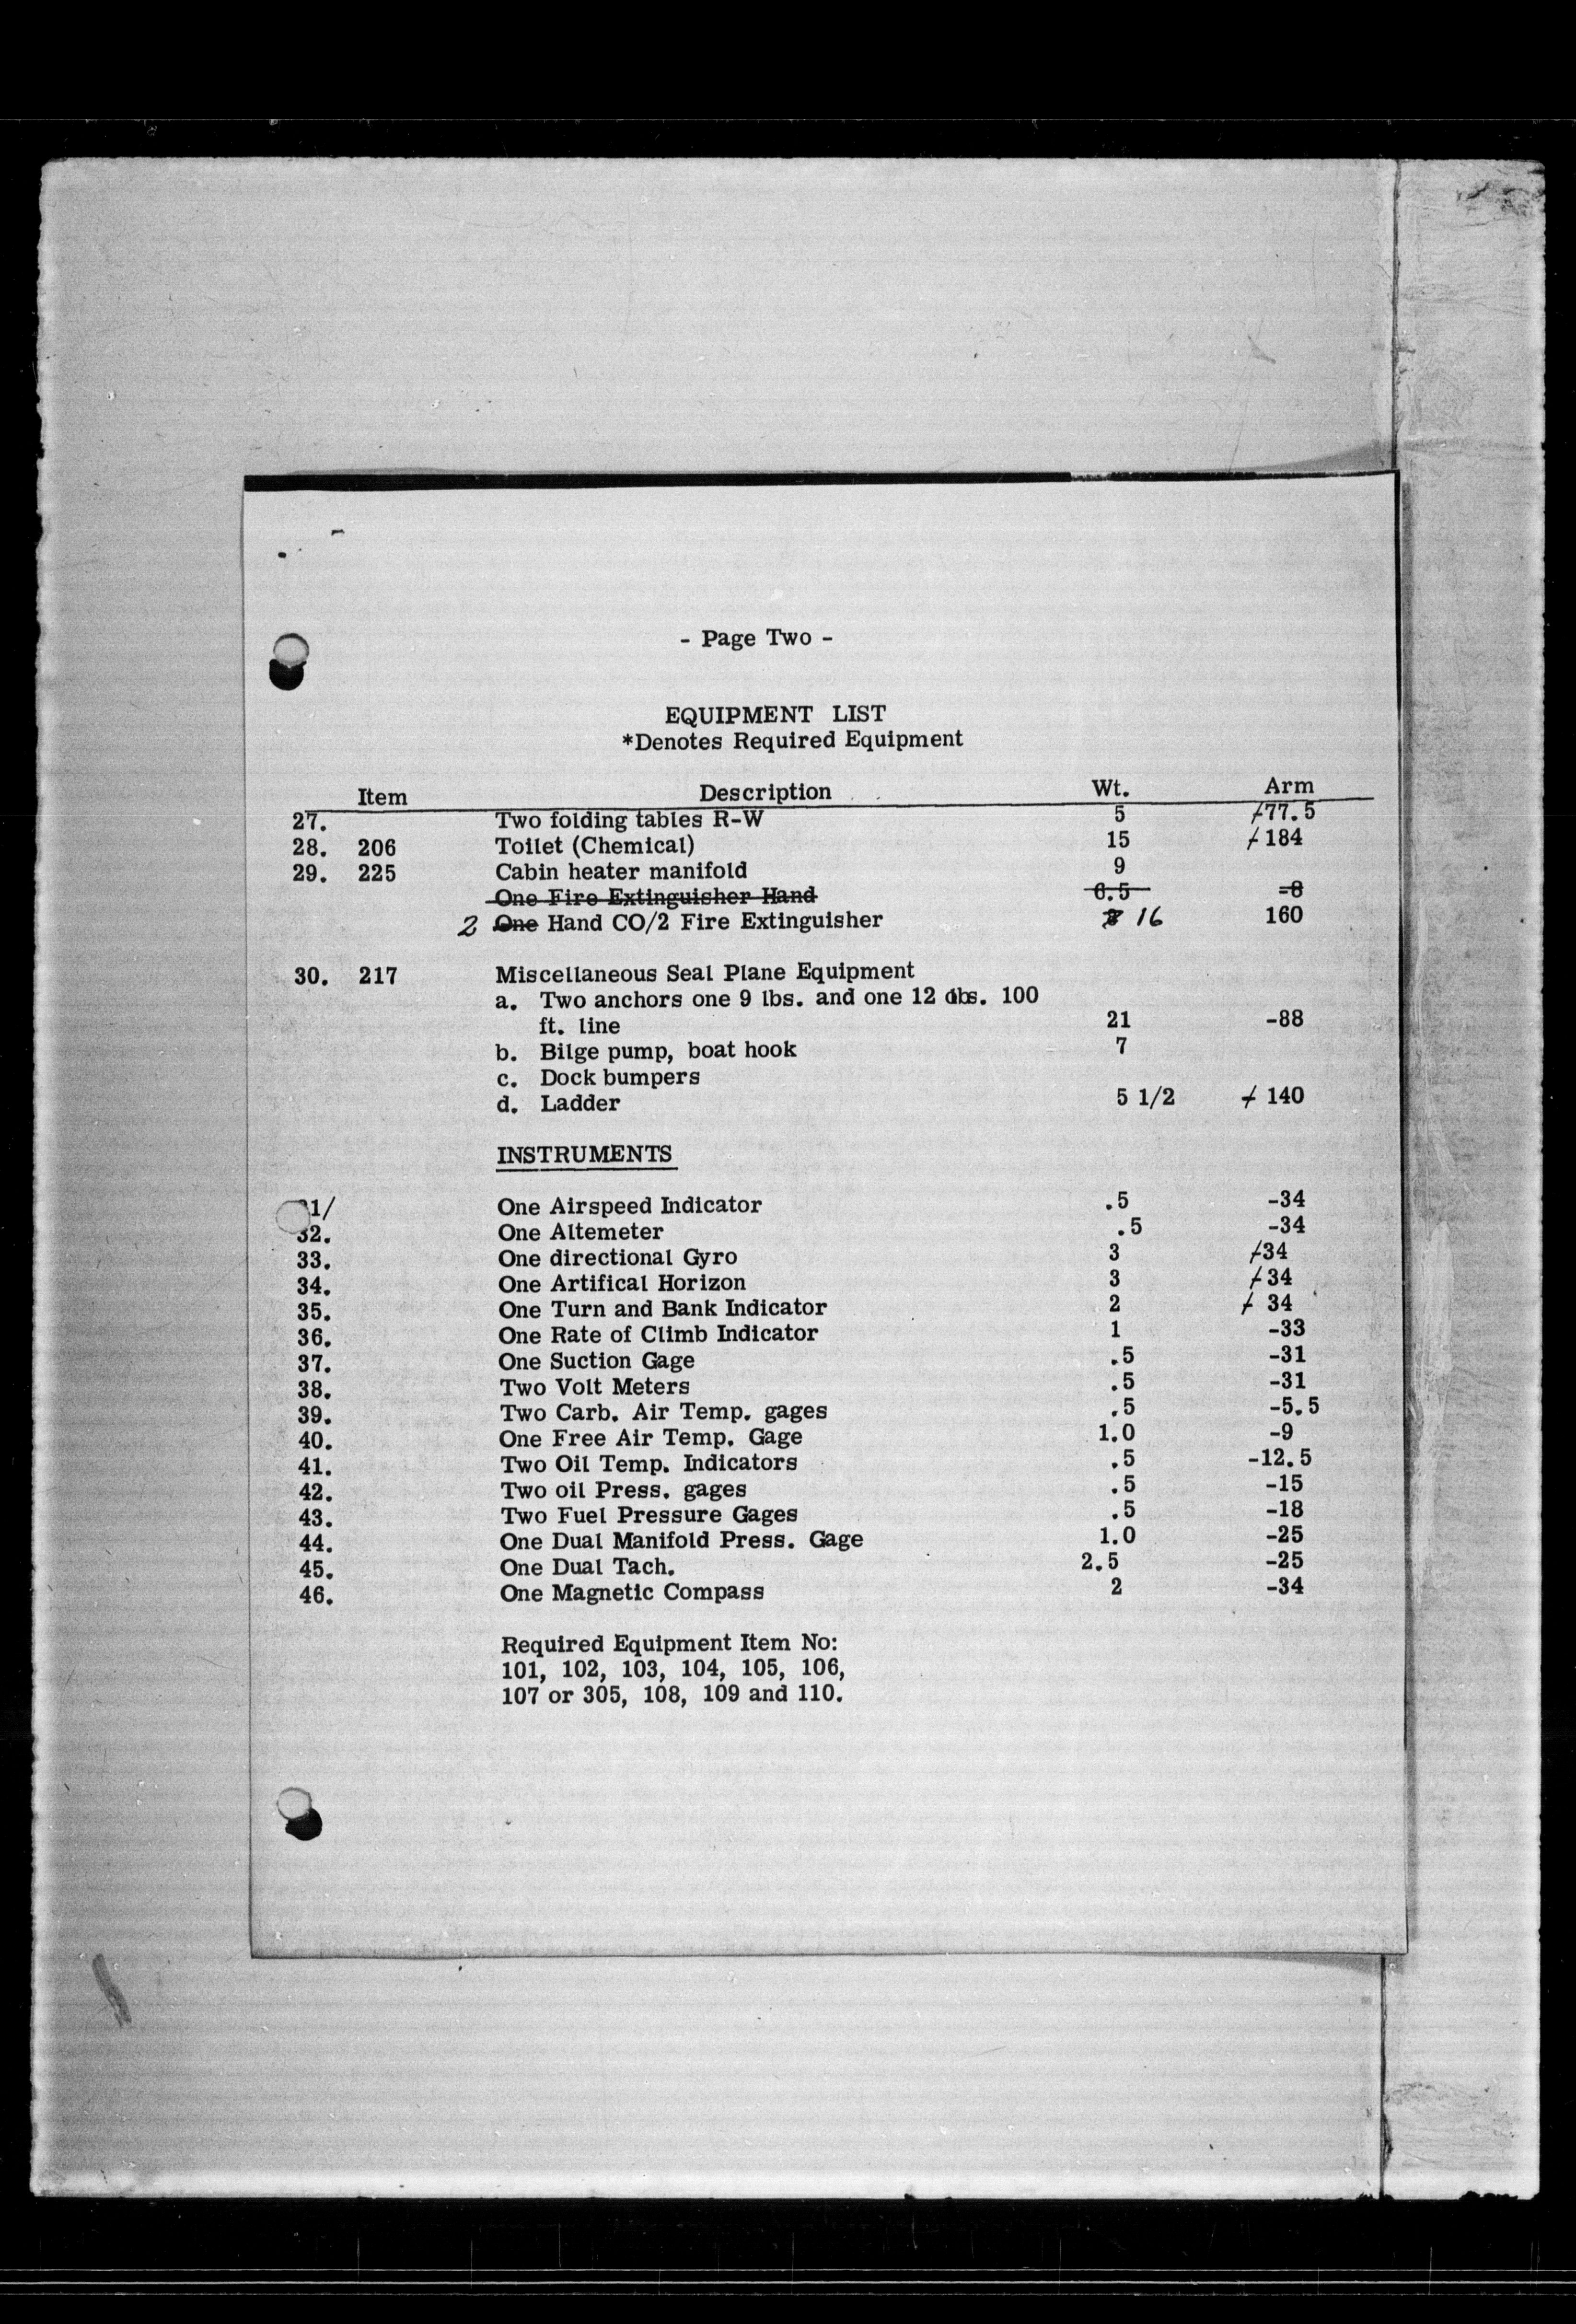 - Page Two -
EQUIPMENT LIST
*Denotes Required Equipment
Item Description Wt. Arm
27. Two folding tables R-W 5 ≁77.5
28. 206 Toilet (Chemical) 15 ≁184
29. 225 Cabin heater manifold 9
One Fire Extinguisher Hand 6.5 -8
2 One Hand CO/2 Fire Extinguisher 16 160
30. 217 Miscellaneous Seal Plane Equipment
a. Two anchors one 9 lbs. and one 12 lbs. 100
ft. line 21 -88
b. Bilge pump, boat hook 7
c. Dock bumpers
d. Ladder 5 1/2 ≁ 140
INSTRUMENTS
31/ One Airspeed Indicator .5 -34
32. One Altemeter .5 -34
33. One directional Gyro 3 ≁34
34. One Artifical Horizon 3 ≁34
35. One Turn and Bank Indicator 2 ≁ 34
36. One Rate of Climb Indicator 1 -33
37. One Suction Gage .5 -31
38. Two Volt Meters .5 -31
39. Two Carb. Air Temp. gages .5 -5.5
40. One Free Air Temp. Gage 1.0 -9
41. Two Oil Temp. Indicators .5 -12.5
42. Two oil Press. gages .5 -15
43. Two Fuel Pressure Gages .5 -18
44. One Dual Manifold Press. Gage 1.0 -25
45. One Dual Tach. 2.5 -25
46. One Magnetic Compass 2 -34
Required Equipment Item No:
101, 102, 103, 104, 105, 106,
107 or 305, 108, 109 and 110.